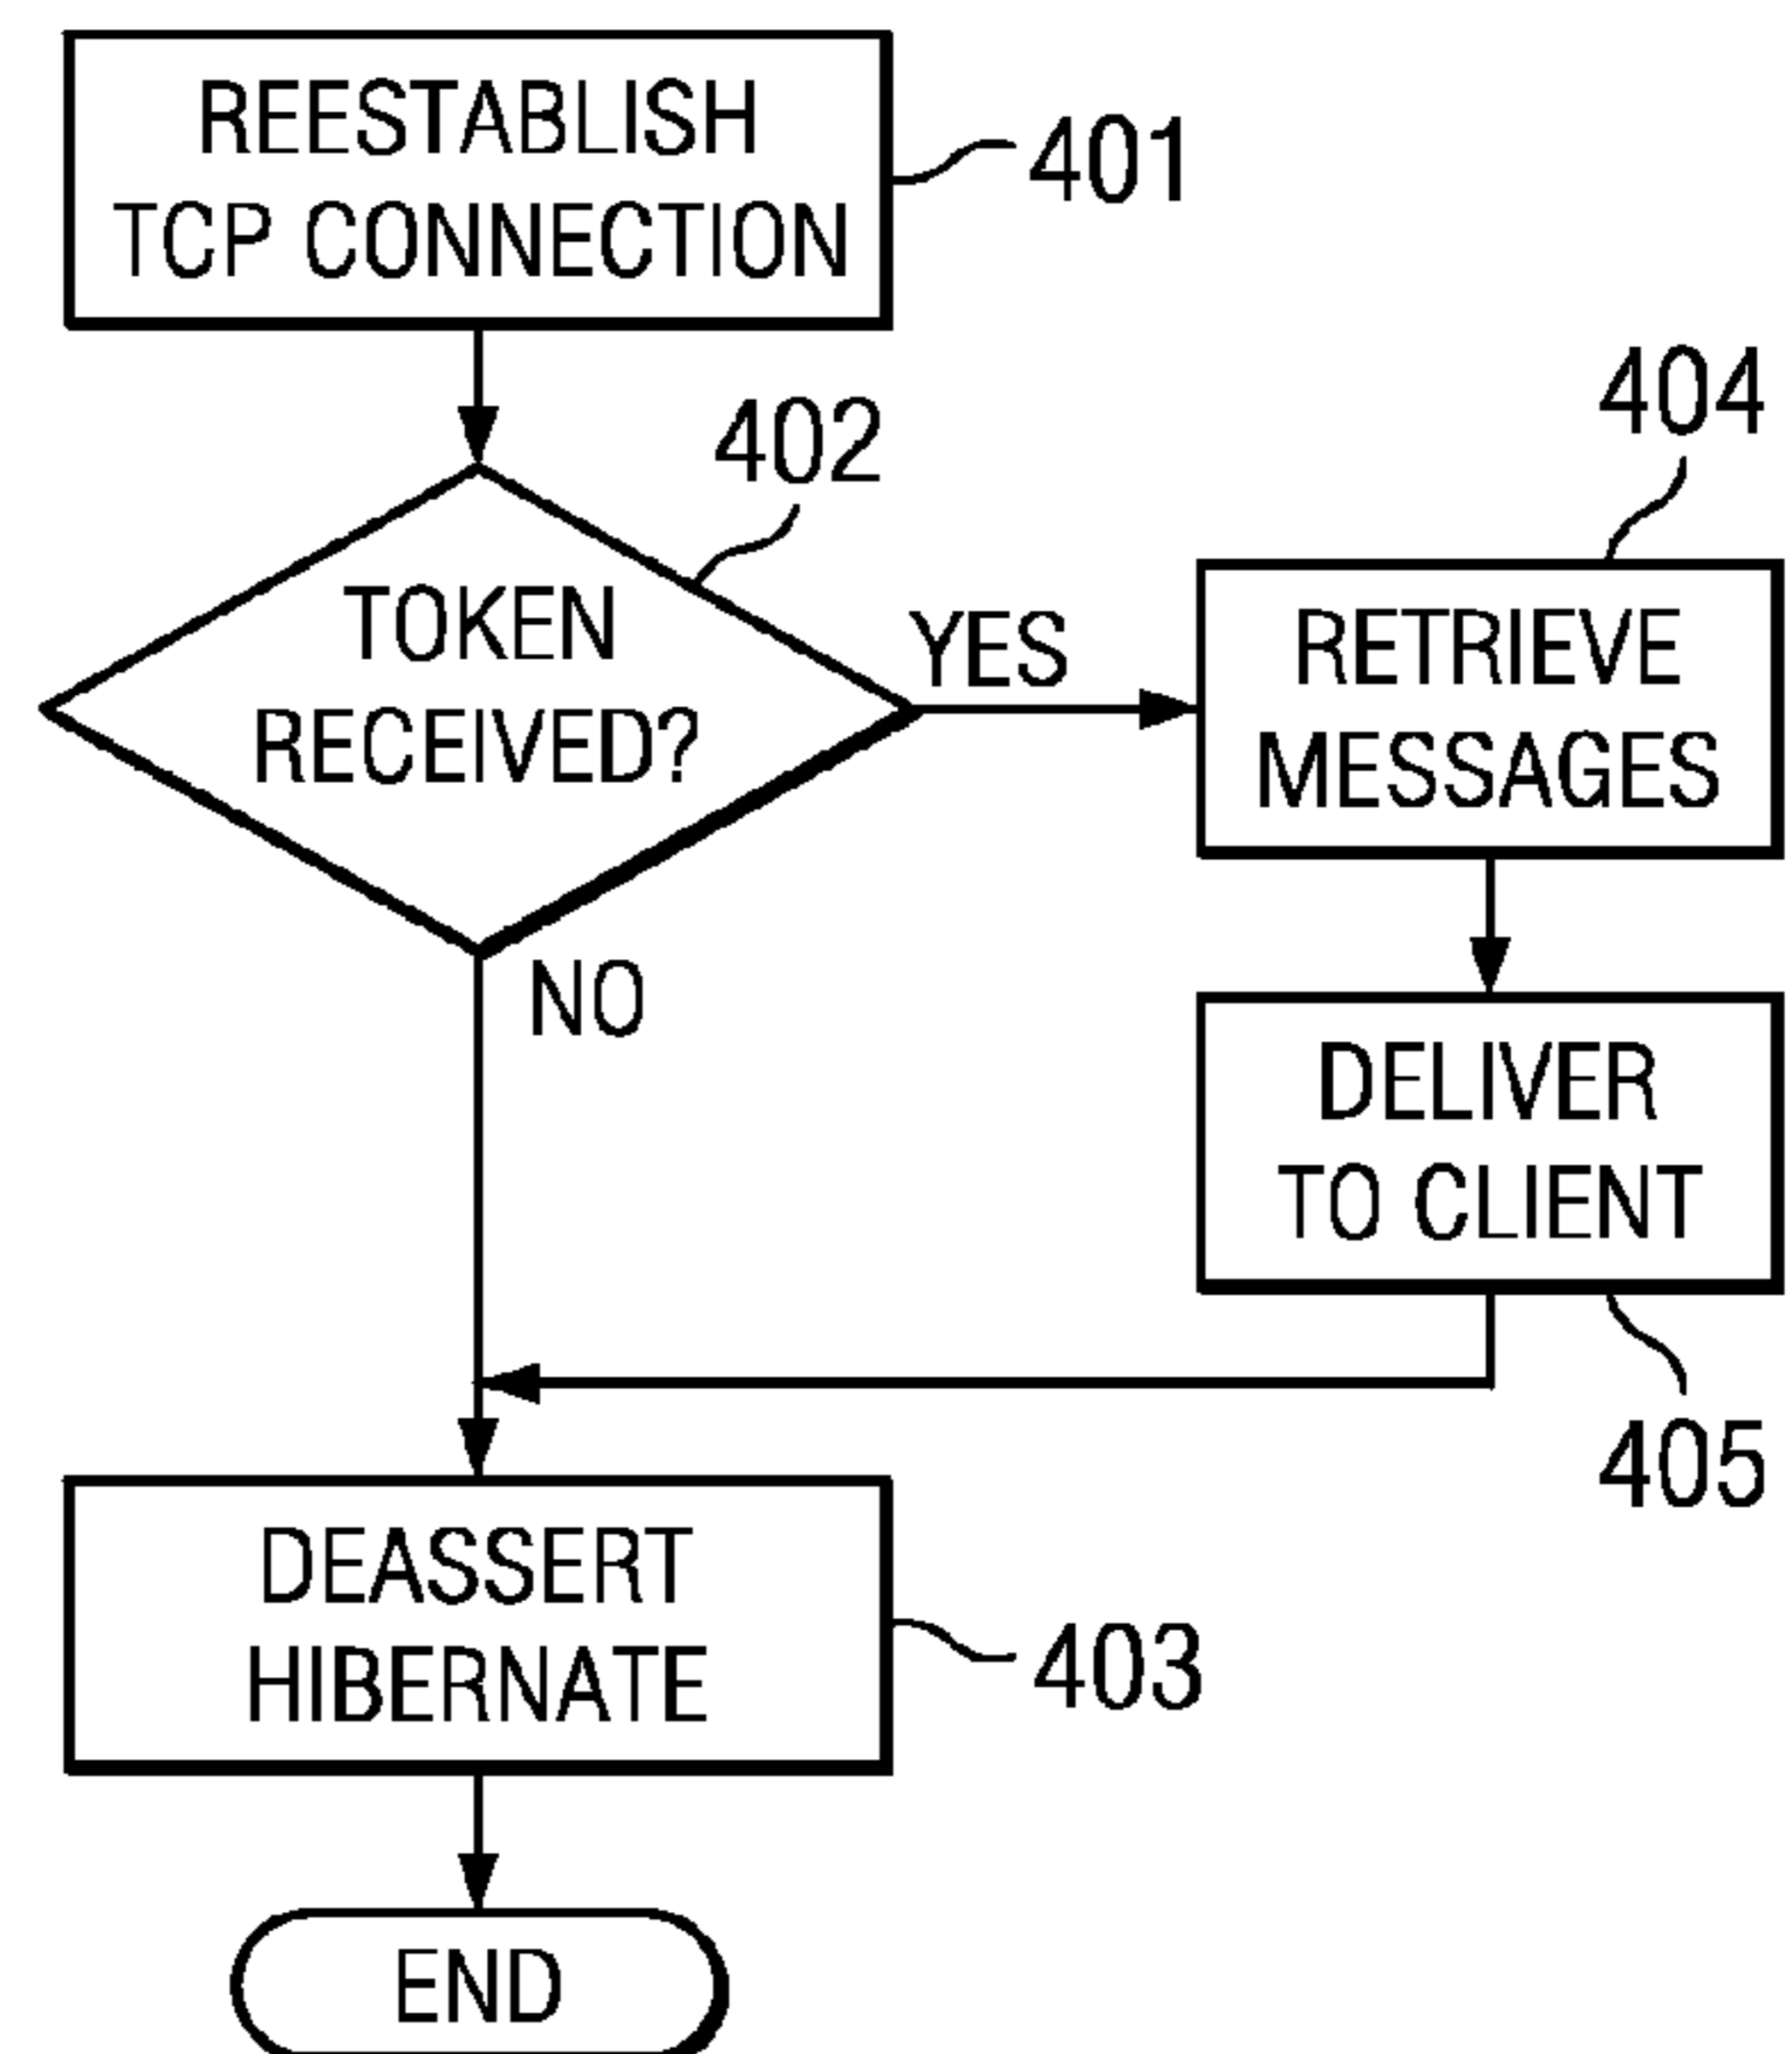 REESTABLISH
TCP CONNECTION
401
402
TOKEN
RECEIVED?
YES
NO
404
RETRIEVE
MESSAGES
DELIVER
TO CLIENT
405
DEASSERT
HIBERNATE
403
END